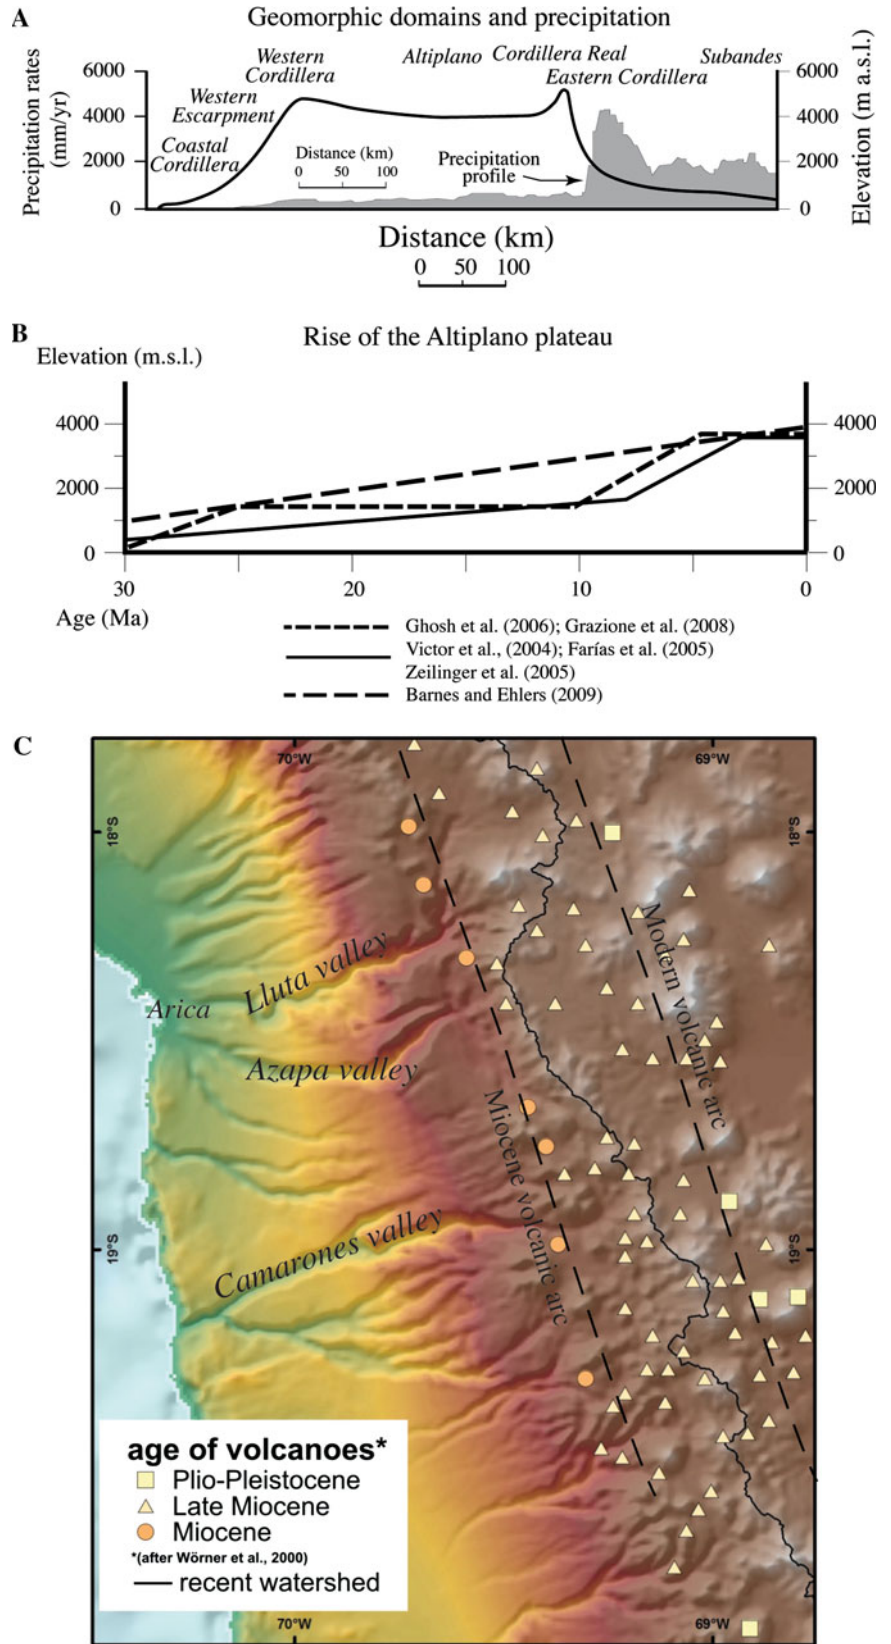 A
Geomorphic domains and precipitation
Western
Cordillera
Altiplano
Cordillera Real
Subandes
Eastern Cordillera
Western
Escarpment
Coastal
Cordillera
Precipitation rates
(mm/yr)
6000
4000
2000
0
Distance (km)
0 50 100
Precipitation
profile
6000
4000
2000
0
Elevation (m a.s.l.)
Distance (km)
0 50 100
B
Rise of the Altiplano plateau
Elevation (m.s.l.)
4000
2000
0
4000
2000
0
30 20 10 0
Age (Ma)
Ghosh et al. (2006); Grazione et al. (2008)
Victor et al., (2004); Farías et al. (2005)
Zeilinger et al. (2005)
Barnes and Ehlers (2009)
C
70°W
69°W
18°S
18°S
Lluta valley
Modern volcanic arc
Arica
Azapa valley
Miocene volcanic arc
Camarones valley
19°S
19°S
age of volcanoes*
Plio-Pleistocene
Late Miocene
Miocene
*(after Wörner et al., 2000)
recent watershed
70°W
69°W